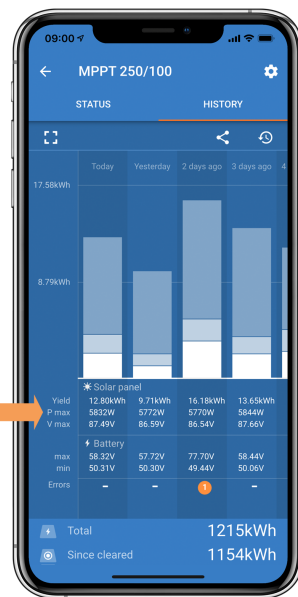 09:00
MPPT 250/100
STATUS HISTORY
Today Yesterday 2 days ago 3 days ago 4
17.58kWh
8.79kWh
Solar panel
Yield 12.80kWh 9.71kWh 16.18kWh 13.65kWh
P max 5832W 5772W 5770W 5844W
V max 87.49V 86.59V 86.54V 87.66V
Battery
max 58.32V 57.72V 77.70V 58.44V
min 50.31V 50.30V 49.44V 50.06V
Errors – – 1 –
Total 1215kWh
Since cleared 1154kWh